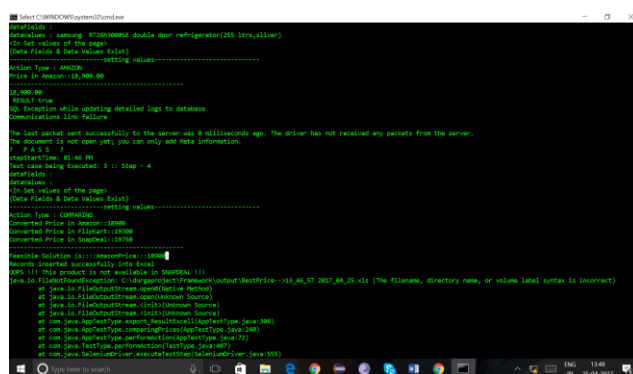 Select C:\WINDOWS\system32\cmd.exe
dataFields :
dataValues : samsung RT26H3000SE double door refrigerator(255 ltrs,sliver)
<In Set values of the page>
{Data Fields & Data Values Exist}
-----------------------------setting values-----------------------------
Action Type : AMAZON
Price in Amazon::18,900.00
------------------------------------------------
18,900.00
RESULT true
SQL Exception while updating detailed logs to database
Communications link failure
The last packet sent successfully to the server was 0 milliseconds ago. The driver has not received any packets from the server.
The document is not open yet; you can only add Meta information.
? P A S S ?
stepStartTime: 01:46 PM
Test case being Executed: 3 :: Step - 4
dataFields :
dataValues :
<In Set values of the page>
{Data Fields & Data Values Exist}
-----------------------------setting values-----------------------------
Action Type : COMPARING
Converted Price in Amazon::18900
Converted Price in Flipkart::19300
Converted Price in SnapDeal::19750
------------------------------------------------
Feasible Solution is::::AmazonPrice:::18900
Records inserted successfully into Excel
OOPS !!! This product is not available in SNAPDEAL !!!
java.io.FileNotFoundException: C:\durgaproject\Framework\output\BestPrice-->13_46_57 2017_04_25.xls (The filename, directory name, or volume label syntax is incorrect)
at java.io.FileOutputStream.open0(Native Method)
at java.io.FileOutputStream.open(Unknown Source)
at java.io.FileOutputStream.<init>(Unknown Source)
at java.io.FileOutputStream.<init>(Unknown Source)
at com.java.AppTestType.export_ResultExcell(AppTestType.java:308)
at com.java.AppTestType.comparingPrices(AppTestType.java:240)
at com.java.AppTestType.performAction(AppTestType.java:72)
at com.java.TestType.performAction(TestType.java:487)
at com.java.SeleniumDriver.executeTestStep(SeleniumDriver.java:555)
Type here to search
ENG 13:48
IN 25-04-2017